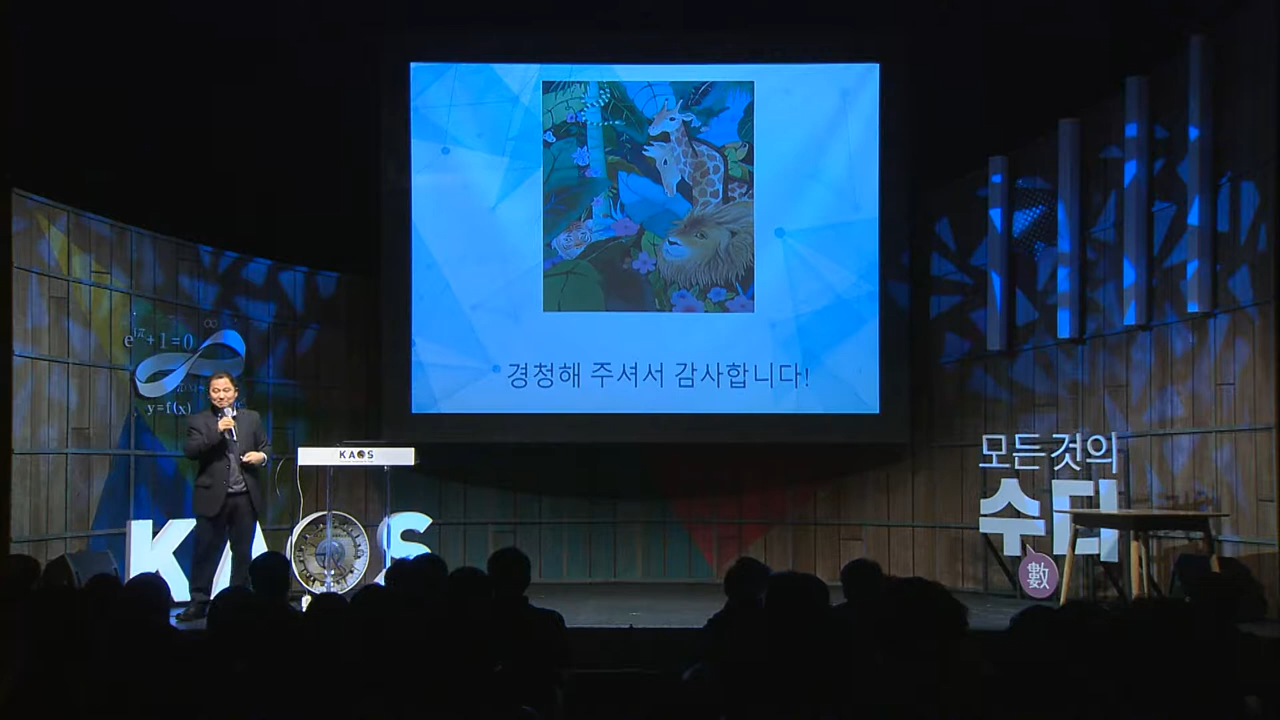 경청해 주셔서 감사합니다!
∞
e^iπ+1=0
y=f(x)
KAOS
KAOS
모든것의
수다
數